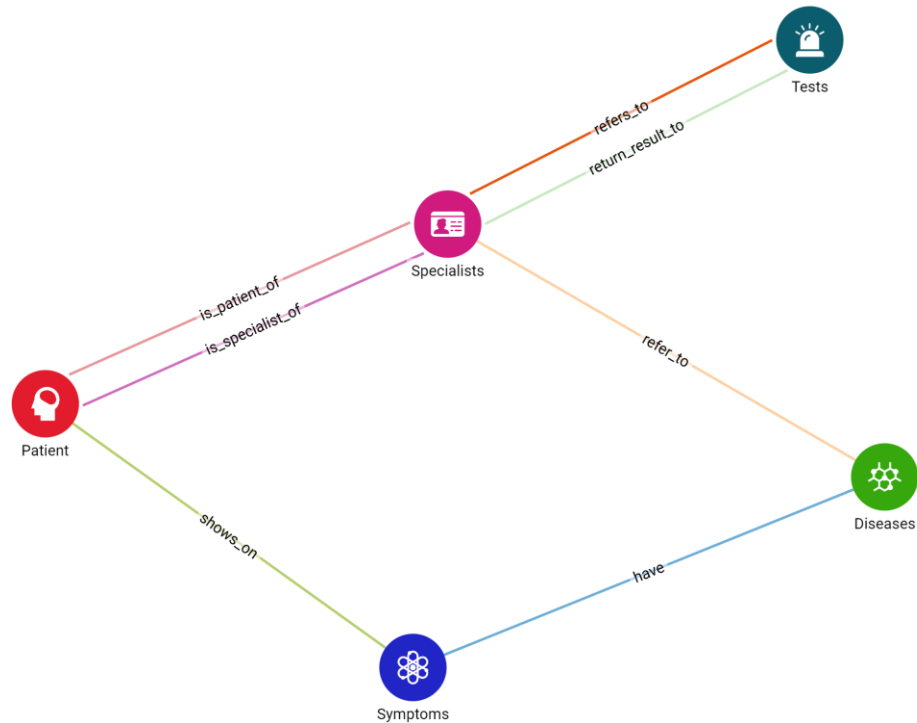 Tests
refers_to
return_result_to
Specialists
is_patient_of
is_specialist_of
refer_to
Patient
shows_on
Diseases
have
Symptoms